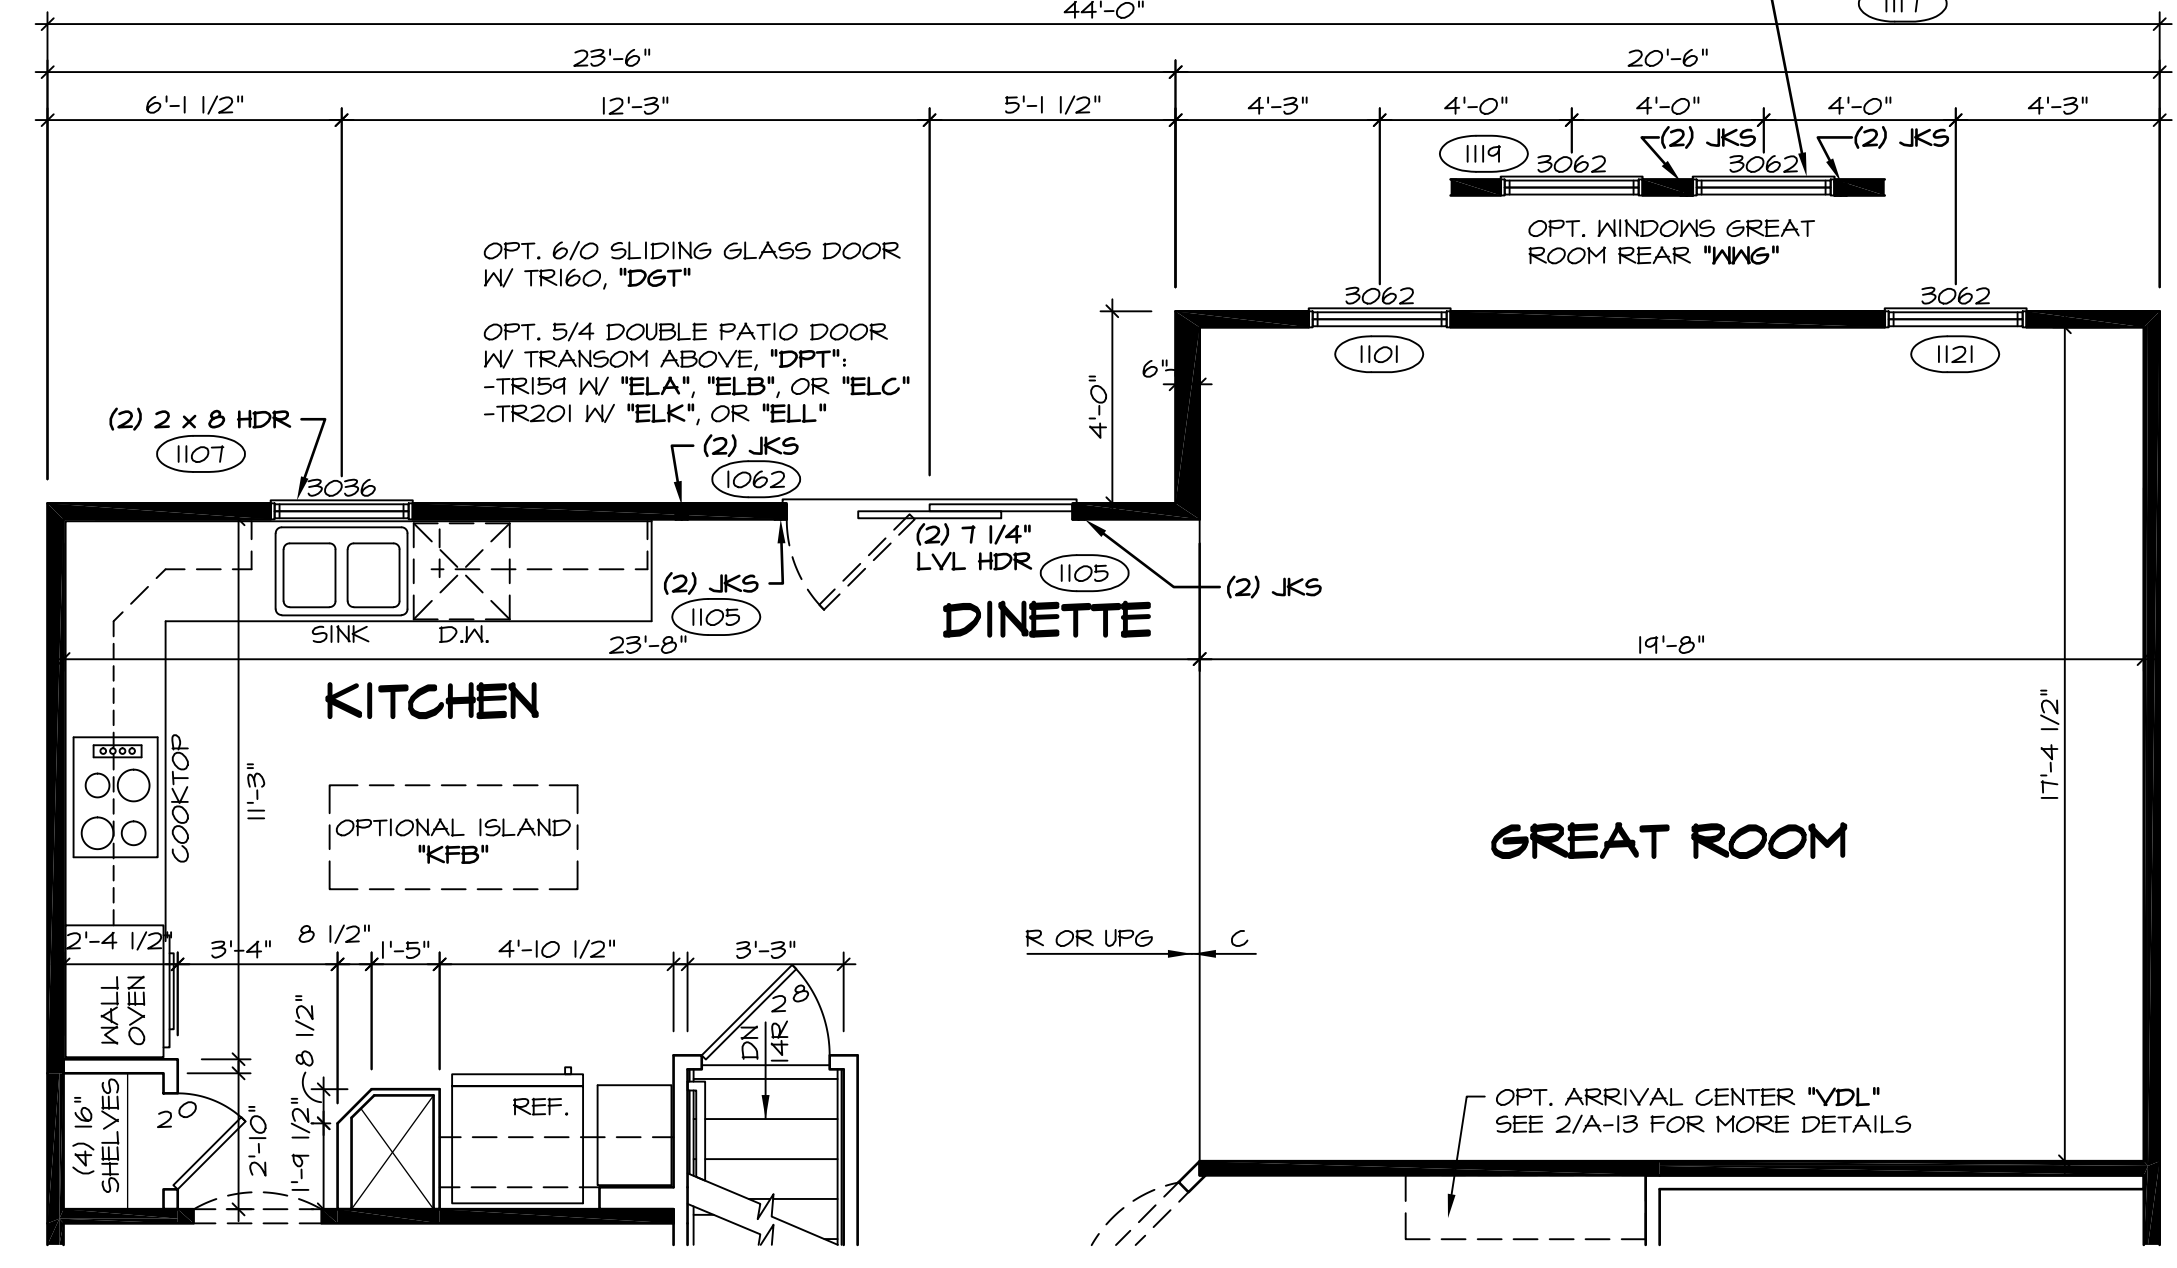 44'-0"
23'-6"
20'-6"
6'-1 1/2"
12'-3"
5'-1 1/2"
4'-3"
4'-0"
4'-0"
4'-0"
4'-3"
1119
3062
(2) JKS
3062
(2) JKS
OPT. WINDOWS GREAT
ROOM REAR "WWG"
OPT. 6/0 SLIDING GLASS DOOR
W/ TR160, "DGT"
OPT. 5/4 DOUBLE PATIO DOOR
W/ TRANSOM ABOVE, "DPT":
-TR159 W/ "ELA", "ELB", OR "ELC"
-TR201 W/ "ELK", OR "ELL"
3062
1101
3062
1121
6"
4'-0"
(2) 2 x 8 HDR
1107
3036
(2) JKS
1062
(2) 7 1/4"
LVL HDR
1105
(2) JKS
(2) JKS
1105
SINK
D.W.
DINETTE
23'-8"
19'-8"
KITCHEN
COOKTOP
11'-3"
17'-4 1/2"
OPTIONAL ISLAND
"KFB"
GREAT ROOM
R OR UPG
C
2'-4 1/2"
3'-4"
8 1/2"
1'-5"
4'-10 1/2"
3'-3"
WALL
OVEN
8 1/2"
2 8
DN
14R
(4) 16"
SHELVES
2 0
2'-10"
1'-9 1/2"
REF.
OPT. ARRIVAL CENTER "VDL"
SEE 2/A-13 FOR MORE DETAILS